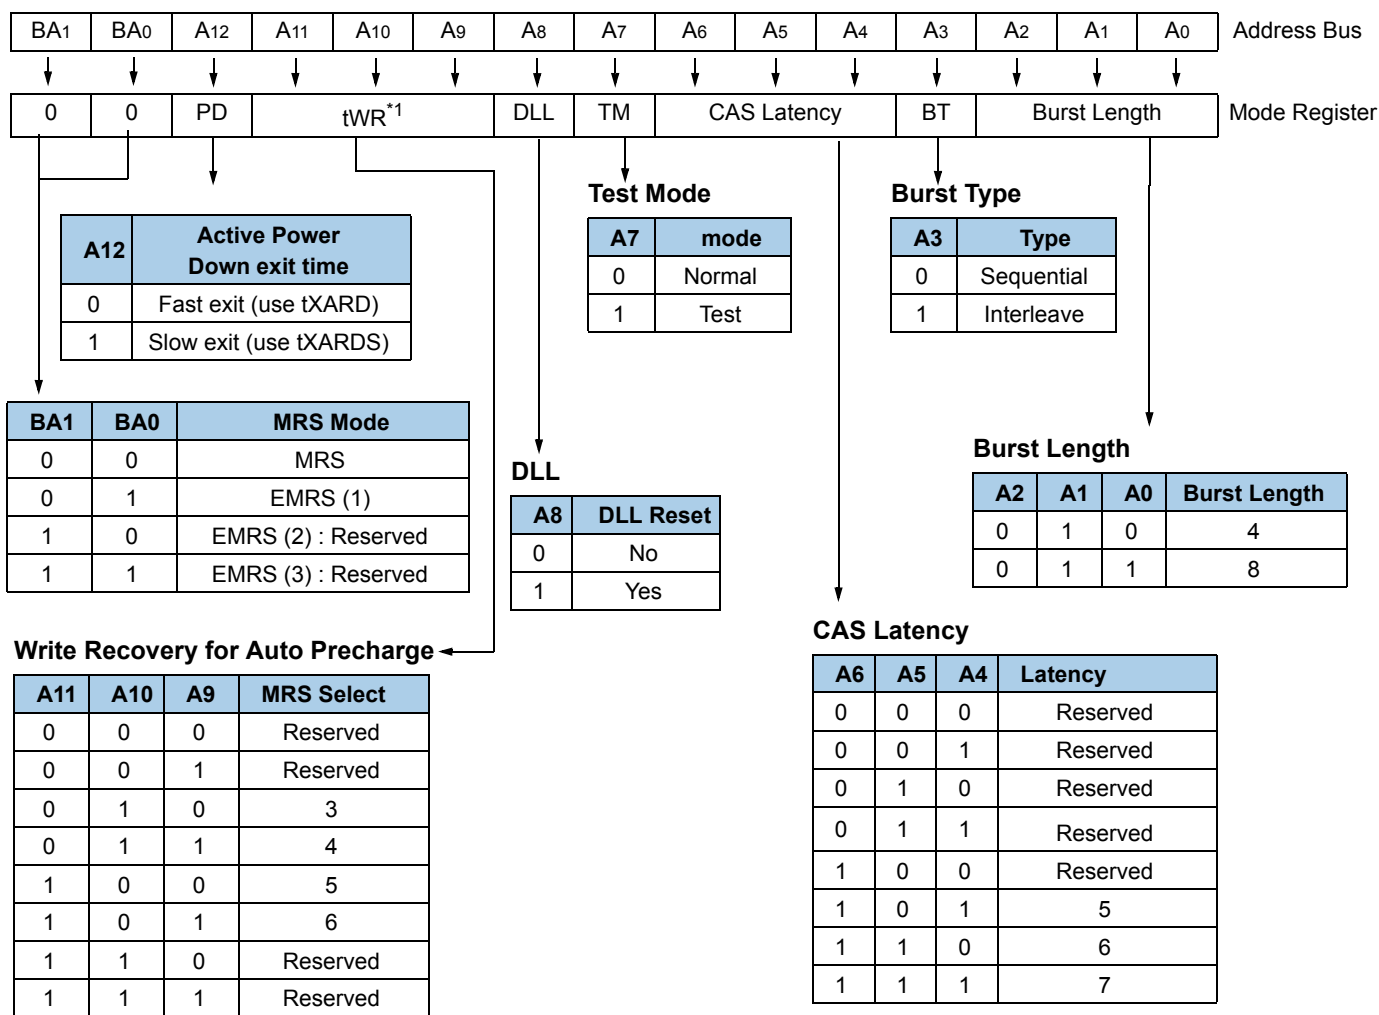 BA1 BA0 A12 A11 A10 A9 A8 A7 A6 A5 A4 A3 A2 A1 A0 Address Bus
0 0 PD tWR*1 DLL TM CAS Latency BT Burst Length Mode Register
A12 Active Power Down exit time
0 Fast exit (use tXARD)
1 Slow exit (use tXARDS)
Test Mode
A7 mode
0 Normal
1 Test
Burst Type
A3 Type
0 Sequential
1 Interleave
BA1 BA0 MRS Mode
0 0 MRS
0 1 EMRS (1)
1 0 EMRS (2) : Reserved
1 1 EMRS (3) : Reserved
DLL
A8 DLL Reset
0 No
1 Yes
Burst Length
A2 A1 A0 Burst Length
0 1 0 4
0 1 1 8
Write Recovery for Auto Precharge
A11 A10 A9 MRS Select
0 0 0 Reserved
0 0 1 Reserved
0 1 0 3
0 1 1 4
1 0 0 5
1 0 1 6
1 1 0 Reserved
1 1 1 Reserved
CAS Latency
A6 A5 A4 Latency
0 0 0 Reserved
0 0 1 Reserved
0 1 0 Reserved
0 1 1 Reserved
1 0 0 Reserved
1 0 1 5
1 1 0 6
1 1 1 7